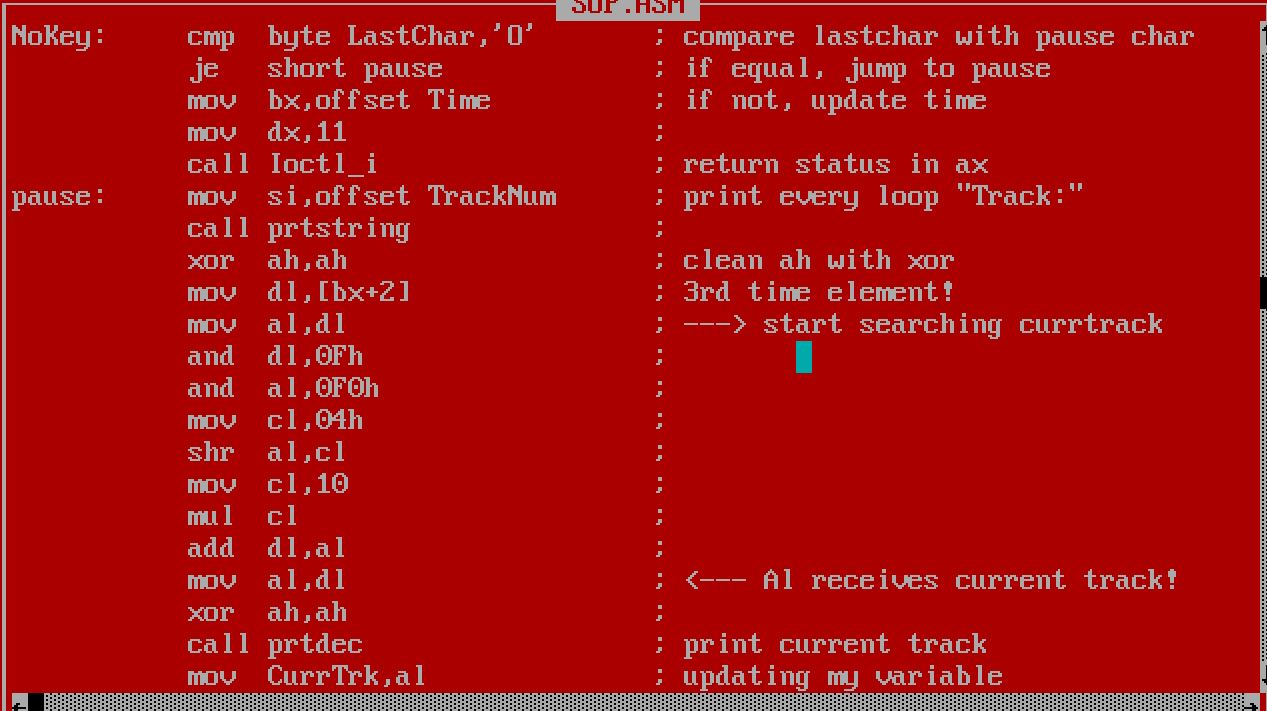 SOP.ASM
NoKey: cmp byte LastChar,'O' ; compare lastchar with pause char
je short pause ; if equal, jump to pause
mov bx,offset Time ; if not, update time
mov dx,11 ;
call Ioctl_i ; return status in ax
pause: mov si,offset TrackNum ; print every loop "Track:"
call prtstring ;
xor ah,ah ; clean ah with xor
mov dl,[bx+2] ; 3rd time element!
mov al,dl ; ---> start searching currtrack
and dl,0Fh ;
and al,0F0h ;
mov cl,04h ;
shr al,cl ;
mov cl,10 ;
mul cl ;
add dl,al ;
mov al,dl ; <--- Al receives current track!
xor ah,ah ;
call prtdec ; print current track
mov CurrTrk,al ; updating my variable